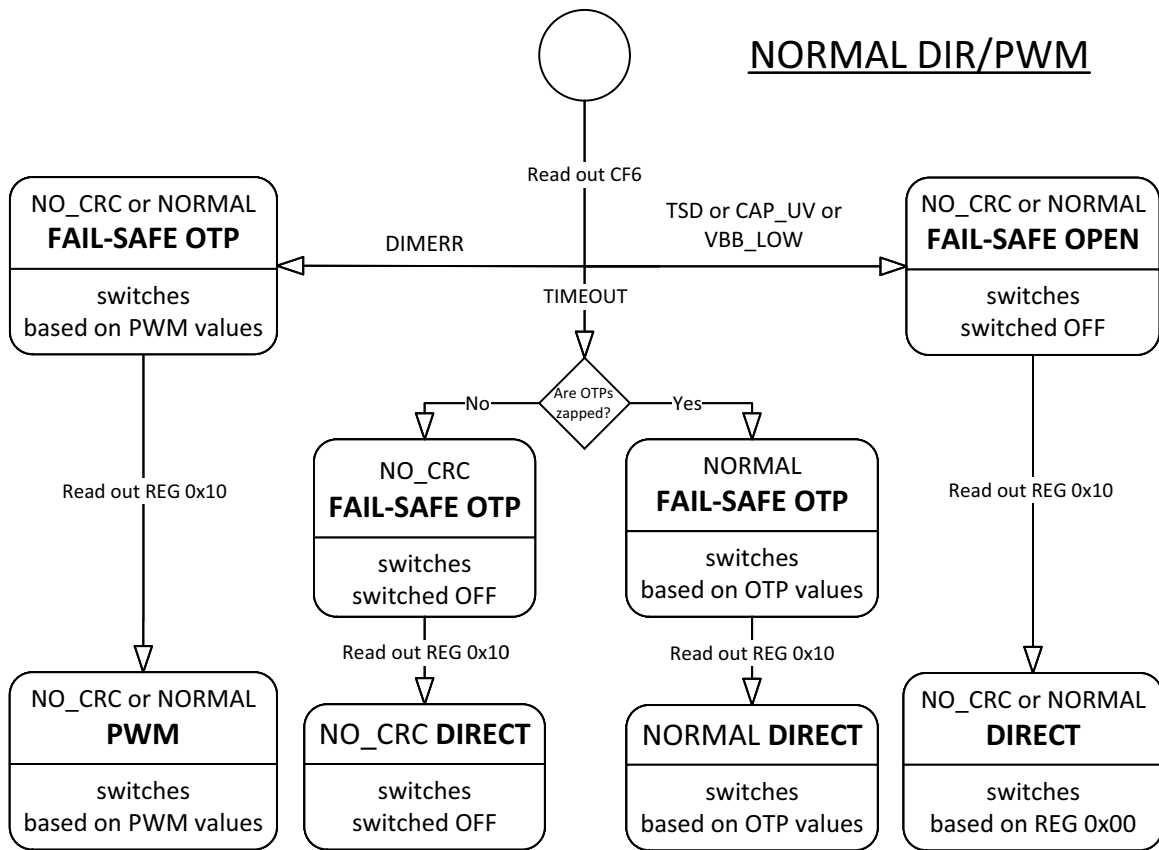 NORMAL DIR/PWM
Read out CF6
NO_CRC or NORMAL
FAIL-SAFE OTP
switches
based on PWM values
DIMERR
TSD or CAP_UV or
VBB_LOW
NO_CRC or NORMAL
FAIL-SAFE OPEN
switches
switched OFF
TIMEOUT
Are OTPs
zapped?
No
Yes
NO_CRC
FAIL-SAFE OTP
switches
switched OFF
NORMAL
FAIL-SAFE OTP
switches
based on OTP values
Read out REG 0x10
Read out REG 0x10
Read out REG 0x10
Read out REG 0x10
NO_CRC or NORMAL
PWM
switches
based on PWM values
NO_CRC DIRECT
switches
switched OFF
NORMAL DIRECT
switches
based on OTP values
NO_CRC or NORMAL
DIRECT
switches
based on REG 0x00